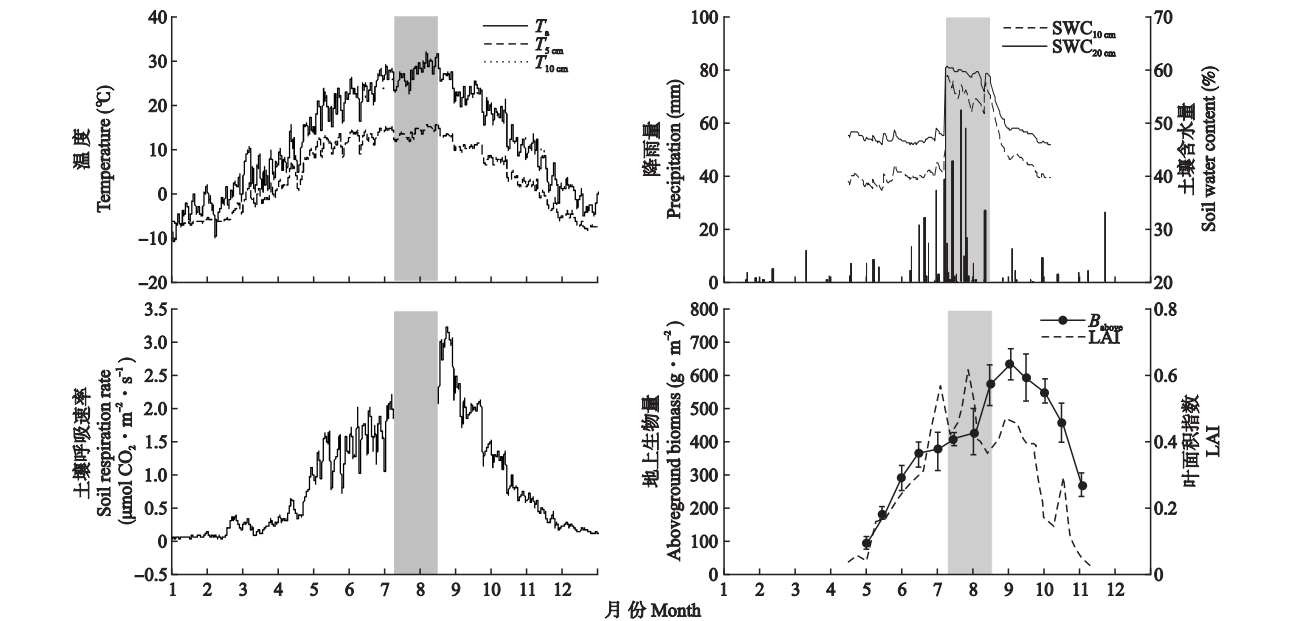 40
30
20
10
0
−10
−20
温 度
Temperature (℃)
Ta
T5 cm
T10 cm
100
80
60
40
20
0
降雨量
Precipitation (mm)
SWC10 cm
SWC20 cm
70
60
50
40
30
20
土壤含水量
Soil water content (%)
3.5
3.0
2.5
2.0
1.5
1.0
0.5
0
−0.5
土壤呼吸速率
Soil respiration rate
(μmol CO2・m−2・s−1)
1 2 3 4 5 6 7 8 9 10 11 12
800
700
600
500
400
300
200
100
0
地上生物量
Aboveground biomass (g・m−2)
Babove
LAI
0.8
0.6
0.4
0.2
0
叶面积指数
LAI
1 2 3 4 5 6 7 8 9 10 11 12
月 份 Month